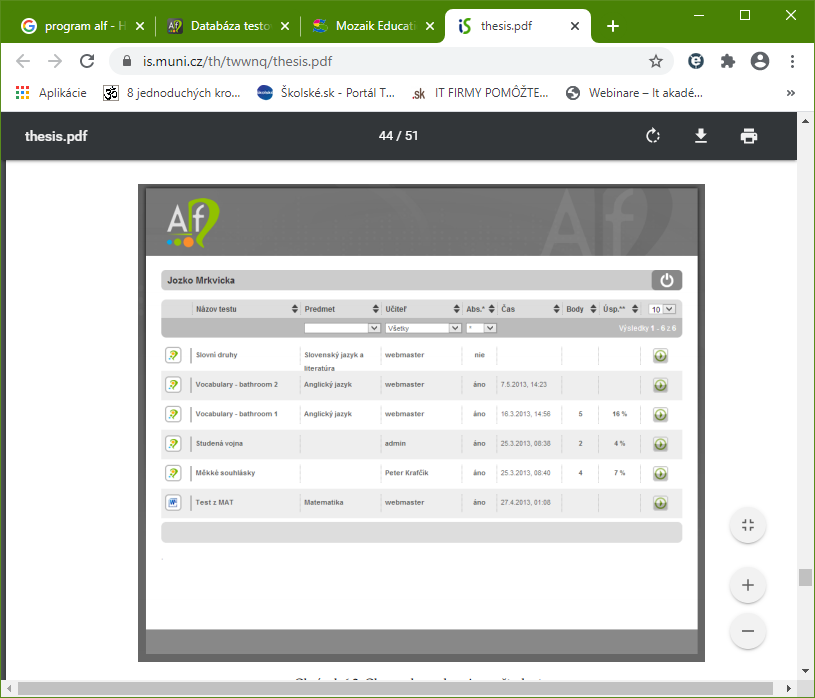 program alf - H
Databáza testo
Mozaik Educati
thesis.pdf
is.muni.cz/th/twwnq/thesis.pdf
Aplikácie
8 jednoduchých kro...
Školské.sk - Portál T...
.sk IT FIRMY POMÔŽTE...
Webinare – It akadé...
»
thesis.pdf
44 / 51
Alf
Jozko Mrkvicka
Názov testu Predmet Učiteľ Abs.* Čas Body Úsp.** 10
Všetky * Výsledky 1 - 6 z 6
Slovní druhy Slovenský jazyk a literatúra webmaster nie
Vocabulary - bathroom 2 Anglický jazyk webmaster áno 7.5.2013, 14:23
Vocabulary - bathroom 1 Anglický jazyk webmaster áno 16.3.2013, 14:56 5 16 %
Studená vojna admin áno 25.3.2013, 08:38 2 4 %
Měkké souhlásky Peter Krafčík áno 25.3.2013, 08:40 4 7 %
Test z MAT Matematika webmaster áno 27.4.2013, 01:08